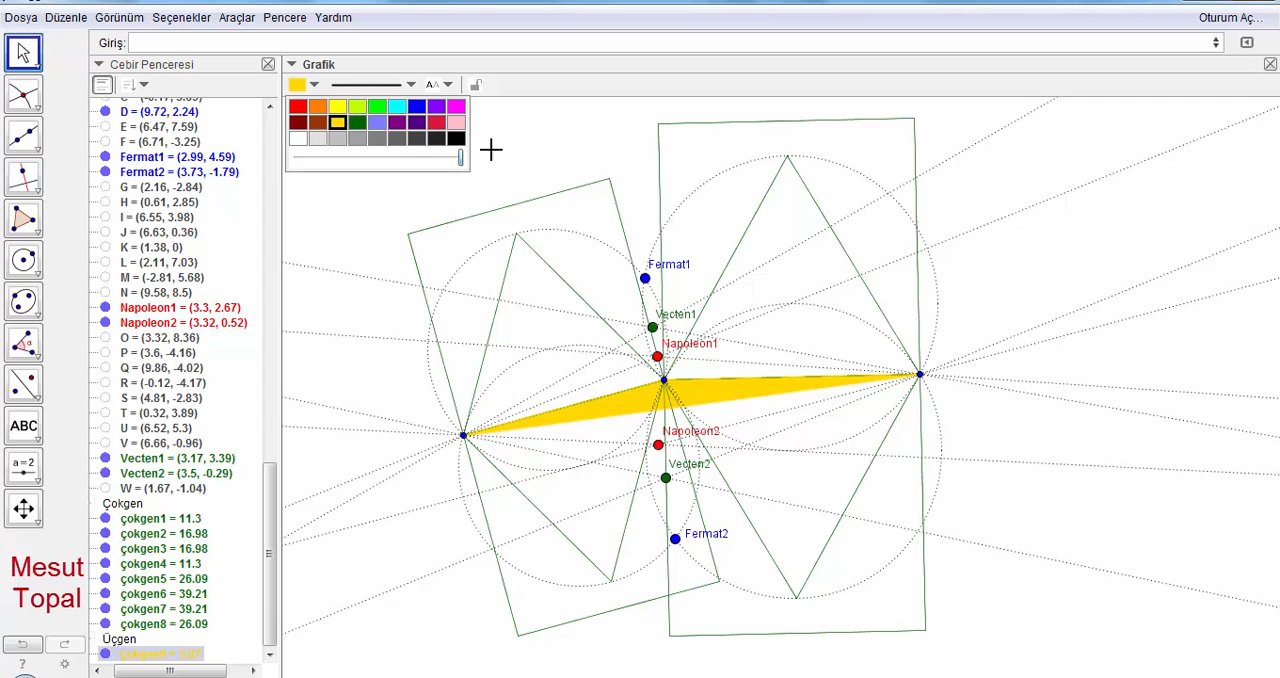 Dosya Düzenle Görünüm Seçenekler Araçlar Pencere Yardım Oturum Aç...
Giriş:
Cebir Penceresi
Grafik
AA
D = (9.72, 2.24)
E = (6.47, 7.59)
F = (6.71, -3.25)
Fermat1 = (2.99, 4.59)
Fermat2 = (3.73, -1.79)
G = (2.16, -2.84)
H = (0.61, 2.85)
I = (6.55, 3.98)
J = (6.63, 0.36)
K = (1.38, 0)
L = (2.11, 7.03)
M = (-2.81, 5.68)
N = (9.58, 8.5)
Napoleon1 = (3.3, 2.67)
Napoleon2 = (3.32, 0.52)
O = (3.32, 8.36)
P = (3.6, -4.16)
Q = (9.86, -4.02)
R = (-0.12, -4.17)
S = (4.81, -2.83)
T = (0.32, 3.89)
U = (6.52, 5.3)
V = (6.66, -0.96)
Vecten1 = (3.17, 3.39)
Vecten2 = (3.5, -0.29)
W = (1.67, -1.04)
Çokgen
çokgen1 = 11.3
çokgen2 = 16.98
çokgen3 = 16.98
çokgen4 = 11.3
çokgen5 = 26.09
çokgen6 = 39.21
çokgen7 = 39.21
çokgen8 = 26.09
Üçgen
α
ABC
a = 2
Mesut
Topal
?
Fermat1
Vecten1
Napoleon1
Napoleon2
Vecten2
Fermat2